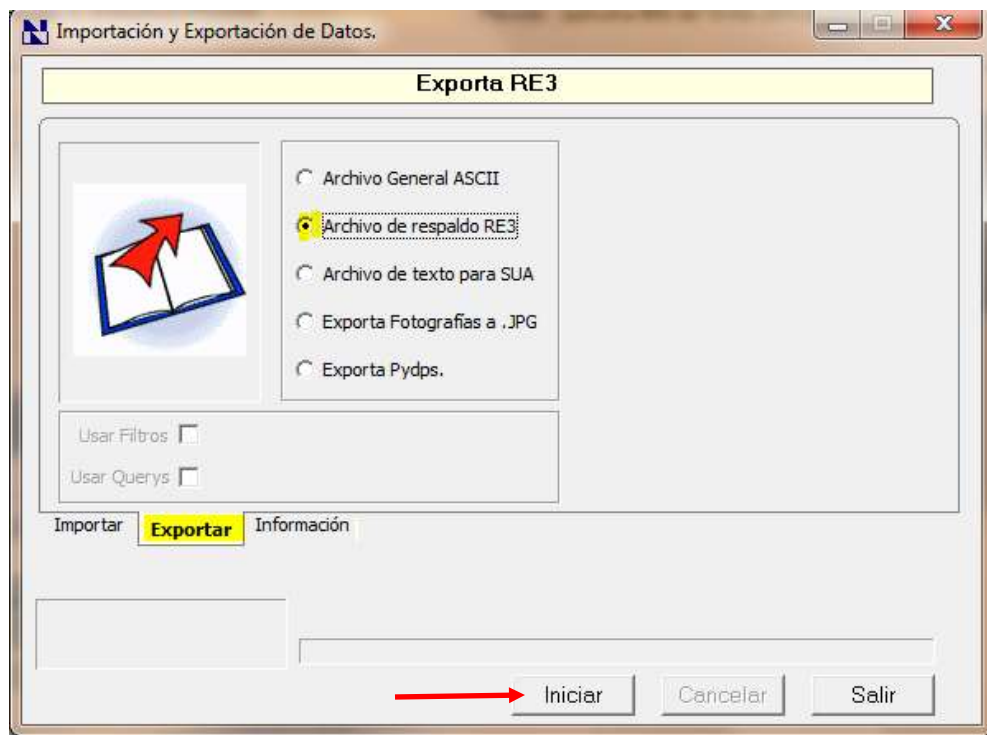 Importación y Exportación de Datos.
Exporta RE3
Archivo General ASCII
Archivo de respaldo RE3
Archivo de texto para SUA
Exporta Fotografías a .JPG
Exporta Pydps.
Usar Filtros
Usar Querys
Importar Exportar Información
Iniciar Cancelar Salir